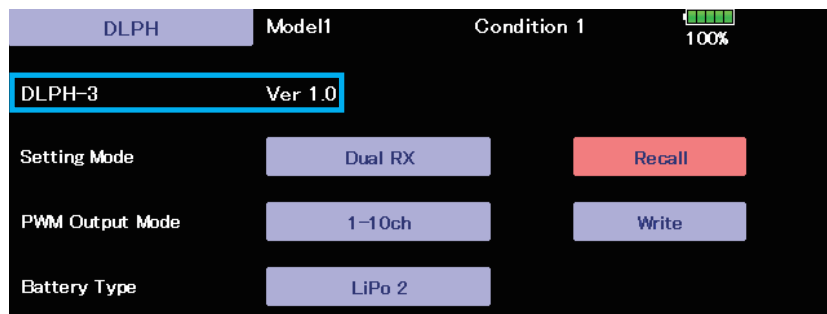 DLPH Model1 Condition 1 100%
DLPH-3 Ver 1.0
Setting Mode Dual RX Recall
PWM Output Mode 1-10ch Write
Battery Type LiPo 2